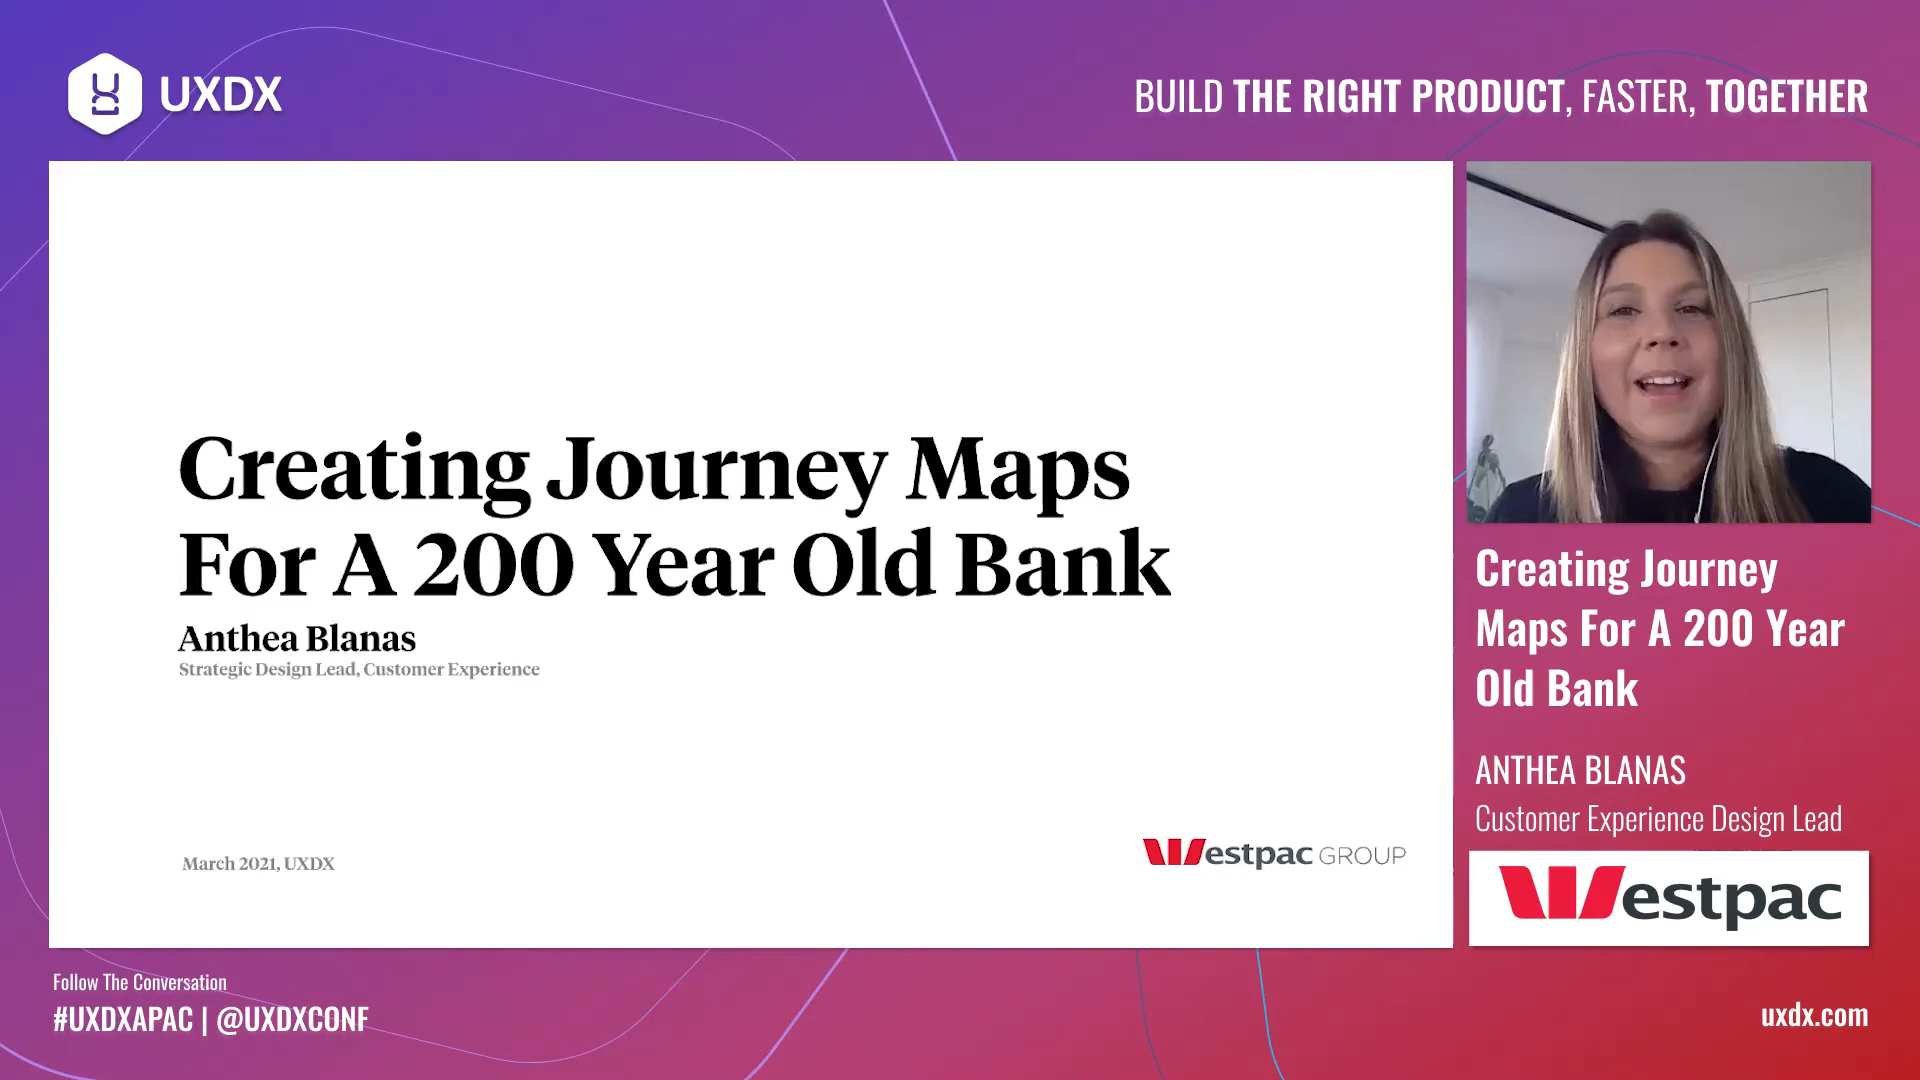 UXDX
BUILD THE RIGHT PRODUCT, FASTER, TOGETHER
Creating Journey Maps
For A 200 Year Old Bank
Anthea Blanas
Strategic Design Lead, Customer Experience
March 2021, UXDX
Westpac GROUP
Creating Journey
Maps For A 200 Year
Old Bank
ANTHEA BLANAS
Customer Experience Design Lead
Westpac
Follow The Conversation
#UXDXAPAC | @UXDXCONF
uxdx.com